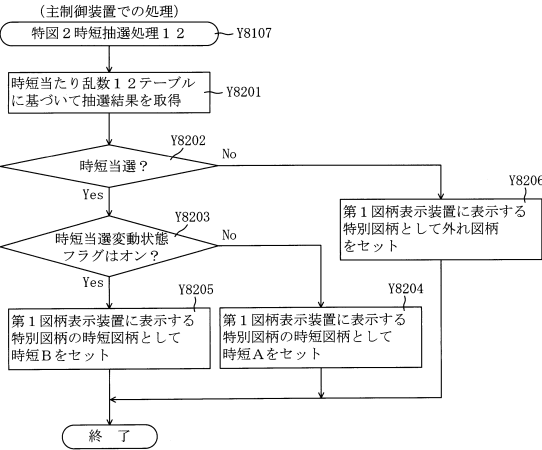 (主制御装置での処理)
特図2時短抽選処理12
Y8107
時短当たり乱数12テーブル
に基づいて抽選結果を取得
Y8201
Y8202
時短当選？
No
Yes
Y8203
時短当選変動状態
フラグはオン？
No
Yes
Y8206
第1図柄表示装置に表示する
特別図柄として外れ図柄
をセット
Y8205
第1図柄表示装置に表示する
特別図柄の時短図柄として
時短Bをセット
Y8204
第1図柄表示装置に表示する
特別図柄の時短図柄として
時短Aをセット
終 了